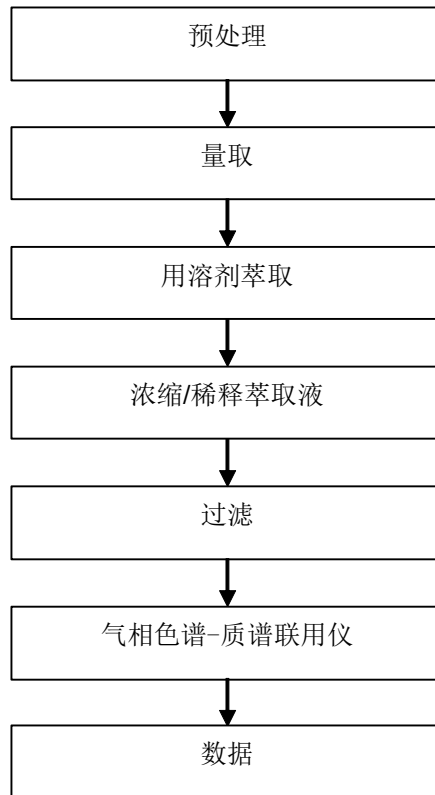 预处理
量取
用溶剂萃取
浓缩/稀释萃取液
过滤
气相色谱-质谱联用仪
数据